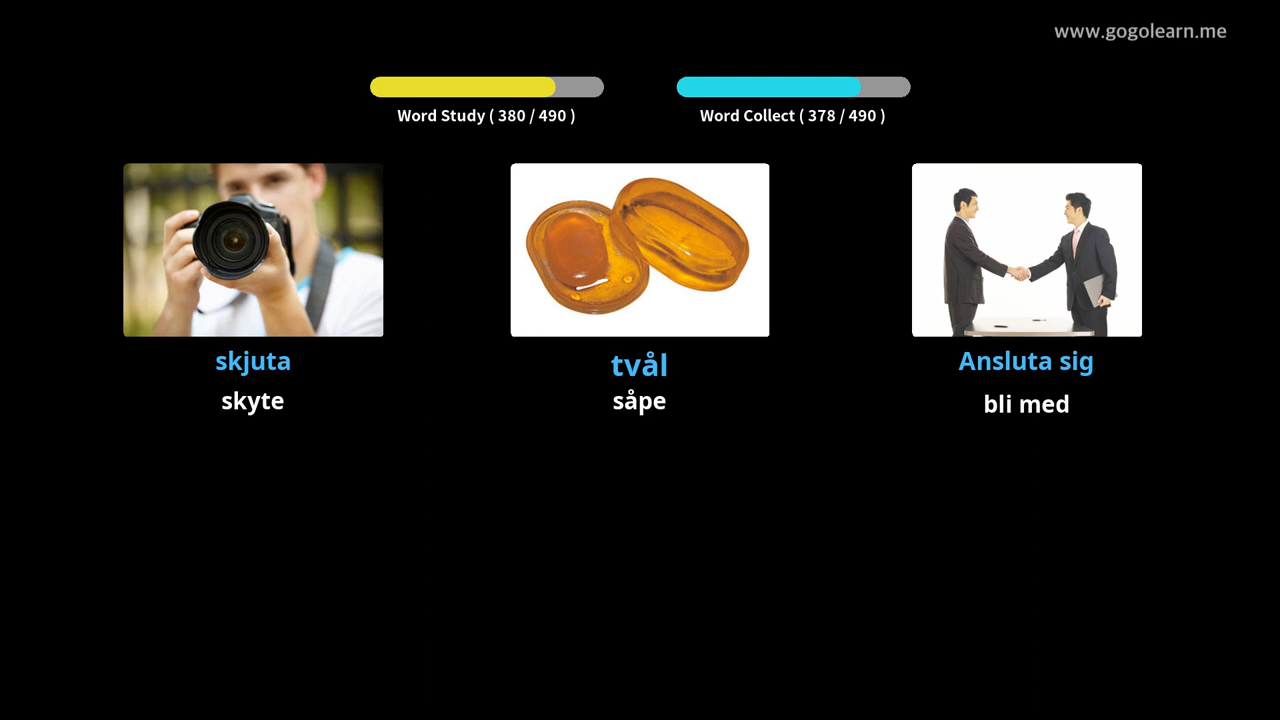 www.gogolearn.me
Word Study ( 380 / 490 )
Word Collect ( 378 / 490 )
skjuta
skyte
tvål
såpe
Ansluta sig
bli med